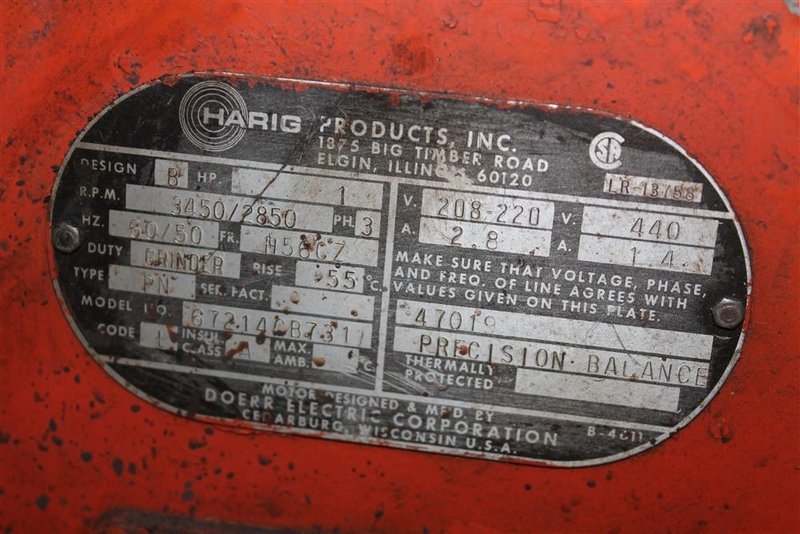 HARIG PRODUCTS, INC.
1875 BIG TIMBER ROAD
ELGIN, ILLINOIS 60120
SA
LR-13758
DESIGN B HP. 1
R.P.M. 3450/2850 PH. 3
HZ. 60/50 FR. H56CZ
DUTY GRINDER RISE 55 °C
TYPE PN SER. FACT.
MODEL NO.
CODE INSUL. CLASS A MAX. AMB. °C
V. 208-220 V. 440
A. 2.8 A. 1.4
MAKE SURE THAT VOLTAGE, PHASE,
AND FREQ. OF LINE AGREES WITH
VALUES GIVEN ON THIS PLATE.
47019
PRECISION BALANCE
THERMALLY
PROTECTED
MOTOR DESIGNED & MFD. BY
DOERR ELECTRIC CORPORATION
CEDARBURG, WISCONSIN U.S.A.
B-4611